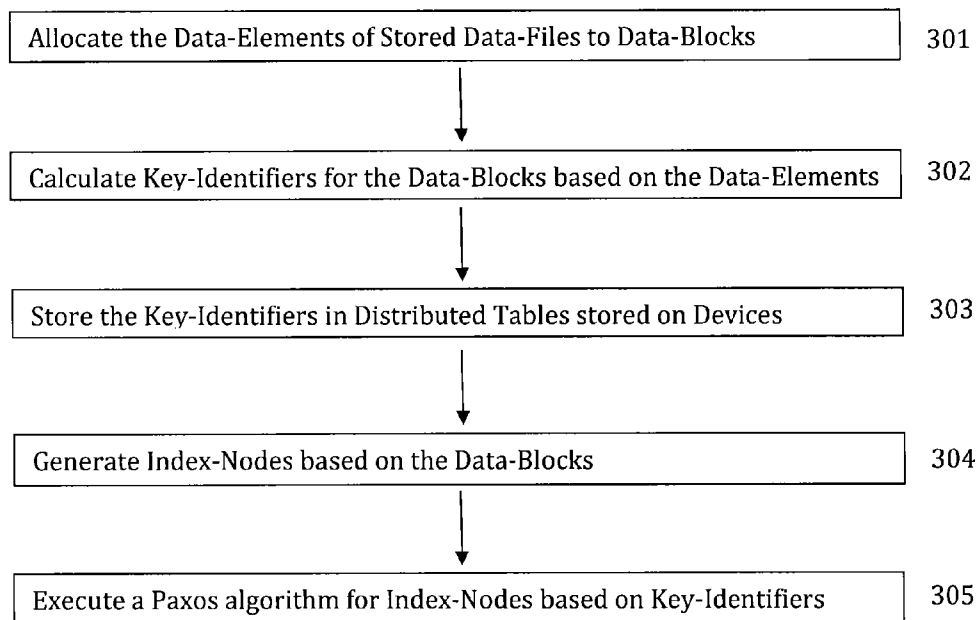 Allocate the Data-Elements of Stored Data-Files to Data-Blocks 301
Calculate Key-Identifiers for the Data-Blocks based on the Data-Elements 302
Store the Key-Identifiers in Distributed Tables stored on Devices 303
Generate Index-Nodes based on the Data-Blocks 304
Execute a Paxos algorithm for Index-Nodes based on Key-Identifiers 305